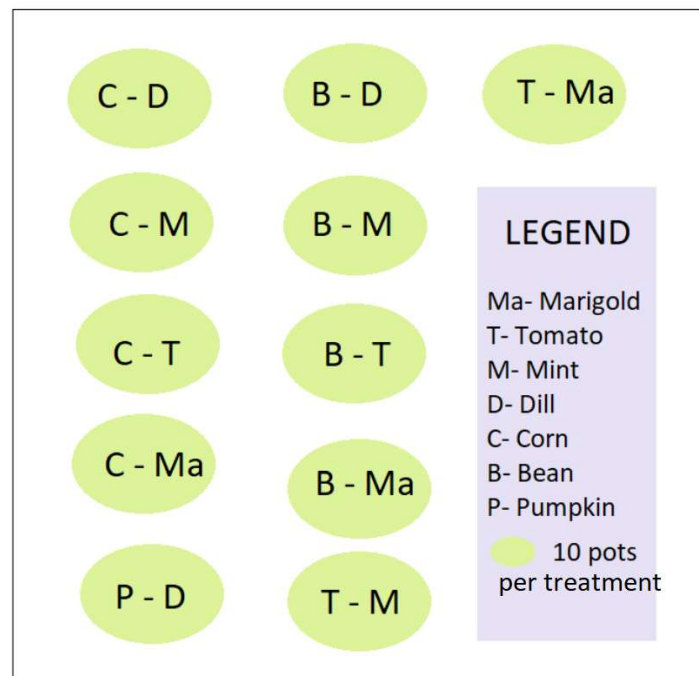 C - D
B - D
T - Ma
C - M
B - M
C - T
B - T
C - Ma
B - Ma
P - D
T - M
LEGEND
Ma- Marigold
T- Tomato
M- Mint
D- Dill
C- Corn
B- Bean
P- Pumpkin
10 pots
per treatment